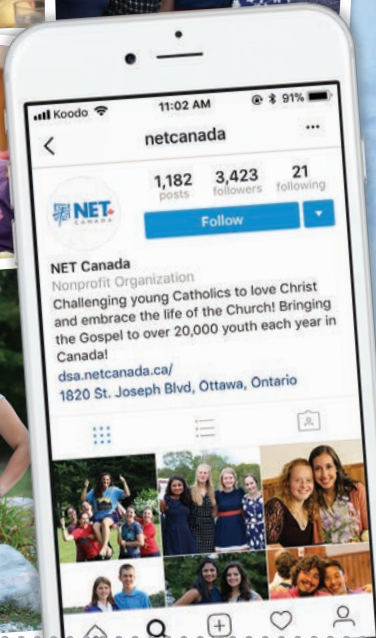 Koodo 11:02 AM 91%
netcanada
1,182 3,423 21
posts followers following
NET
CANADA
Follow
NET Canada
Nonprofit Organization
Challenging young Catholics to love Christ
and embrace the life of the Church! Bringing
the Gospel to over 20,000 youth each year in
Canada!
dsa.netcanada.ca/
1820 St. Joseph Blvd, Ottawa, Ontario